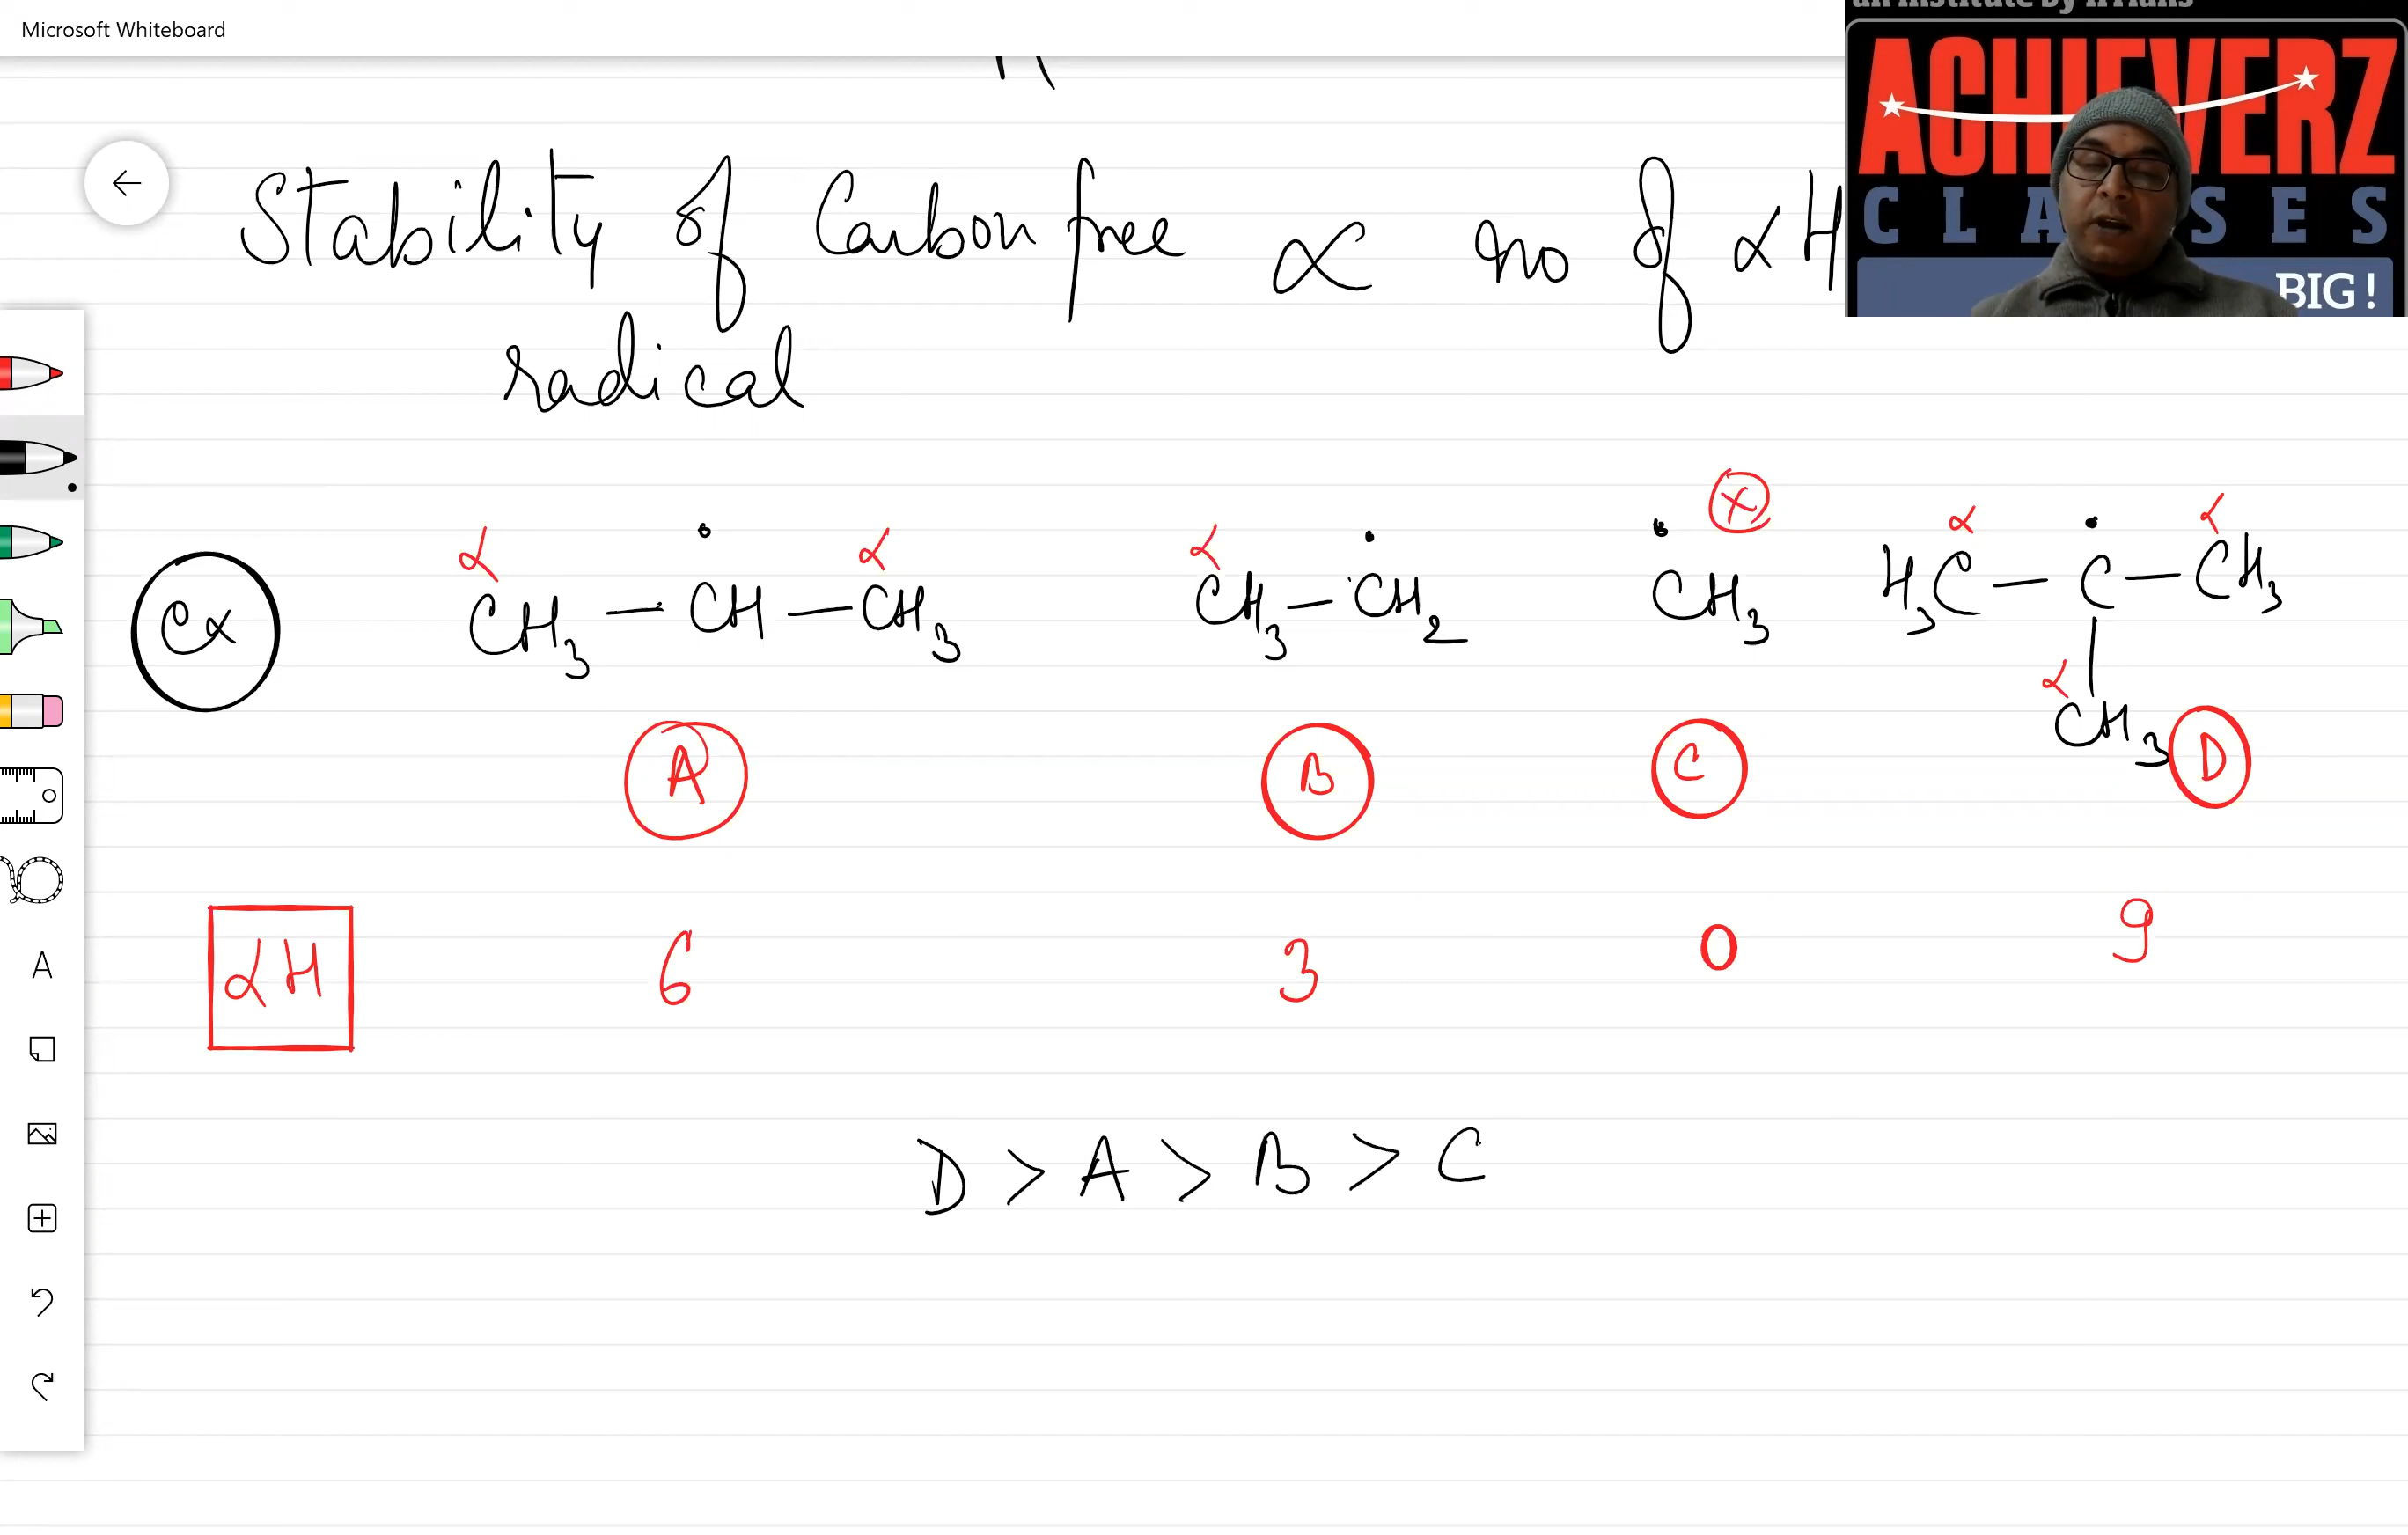 Microsoft Whiteboard
ACHIEVERZ
CLASSES
BIG!
Stability of Carbon free ∝ no of αH
radical
Ex
α CH3 — ĊH — CH3 α
α CH3 — ĊH2
ĊH3 X
α H3C — Ċ — CH3 α
α CH3
A B C D
αH 6 3 0 9
D > A > B > C
A